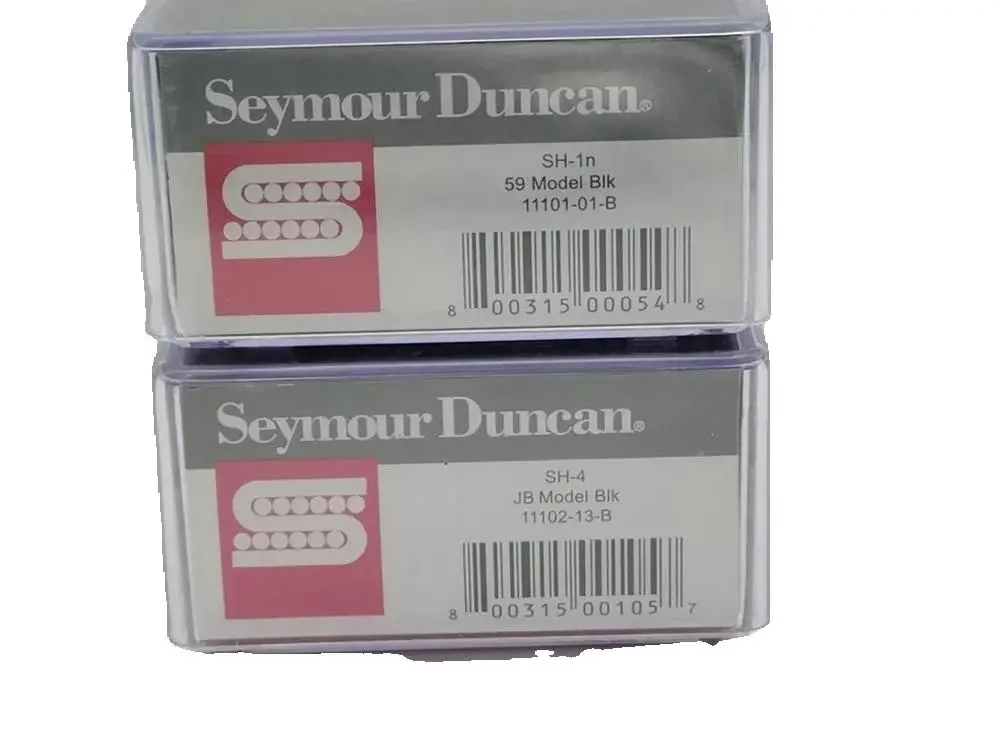 Seymour Duncan®
SH-1n
59 Model Blk
11101-01-B
8 00315 00054 8
Seymour Duncan®
SH-4
JB Model Blk
11102-13-B
8 00315 00105 7